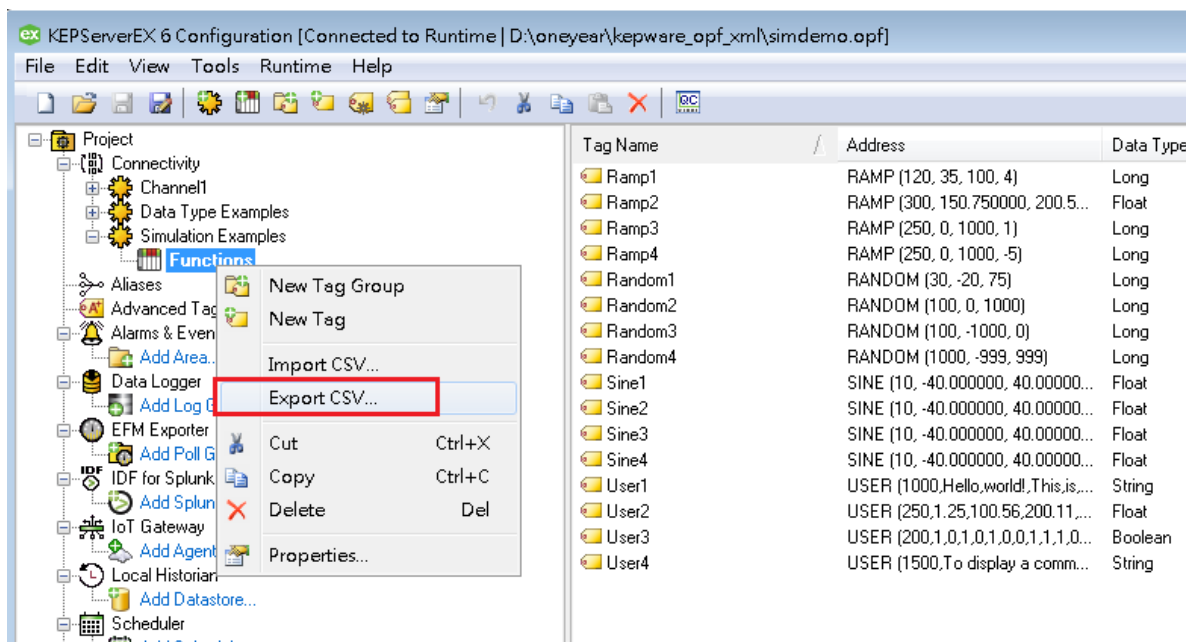 KEPServerEX 6 Configuration [Connected to Runtime | D:\oneyear\kepware_opf_xml\simdemo.opf]
File Edit View Tools Runtime Help
QC
Project
Connectivity
Channel1
Data Type Examples
Simulation Examples
Functions
Aliases
Advanced Tag
Alarms & Even
Add Area..
Data Logger
Add Log G
EFM Exporter
Add Poll G
IDF for Splunk
Add Splun
IoT Gateway
Add Agent
Local Historian
Add Datastore...
Scheduler
New Tag Group
New Tag
Import CSV...
Export CSV...
Cut Ctrl+X
Copy Ctrl+C
Delete Del
Properties...
Tag Name Address Data Type
Ramp1 RAMP (120, 35, 100, 4) Long
Ramp2 RAMP (300, 150.750000, 200.5... Float
Ramp3 RAMP (250, 0, 1000, 1) Long
Ramp4 RAMP (250, 0, 1000, -5) Long
Random1 RANDOM (30, -20, 75) Long
Random2 RANDOM (100, 0, 1000) Long
Random3 RANDOM (100, -1000, 0) Long
Random4 RANDOM (1000, -999, 999) Long
Sine1 SINE (10, -40.000000, 40.00000... Float
Sine2 SINE (10, -40.000000, 40.00000... Float
Sine3 SINE (10, -40.000000, 40.00000... Float
Sine4 SINE (10, -40.000000, 40.00000... Float
User1 USER (1000,Hello,world!,This,is,... String
User2 USER (250,1.25,100.56,200.11,... Float
User3 USER (200,1,0,1,0,1,0,0,1,1,1,0... Boolean
User4 USER (1500,To display a comm... String